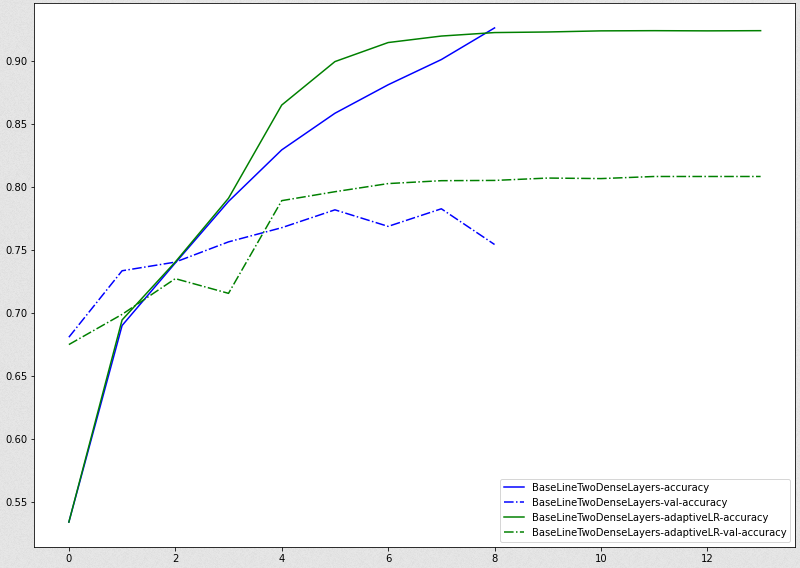 0.90
0.85
0.80
0.75
0.70
0.65
0.60
0.55
BaseLineTwoDenseLayers-accuracy
BaseLineTwoDenseLayers-val-accuracy
BaseLineTwoDenseLayers-adaptiveLR-accuracy
BaseLineTwoDenseLayers-adaptiveLR-val-accuracy
0 2 4 6 8 10 12